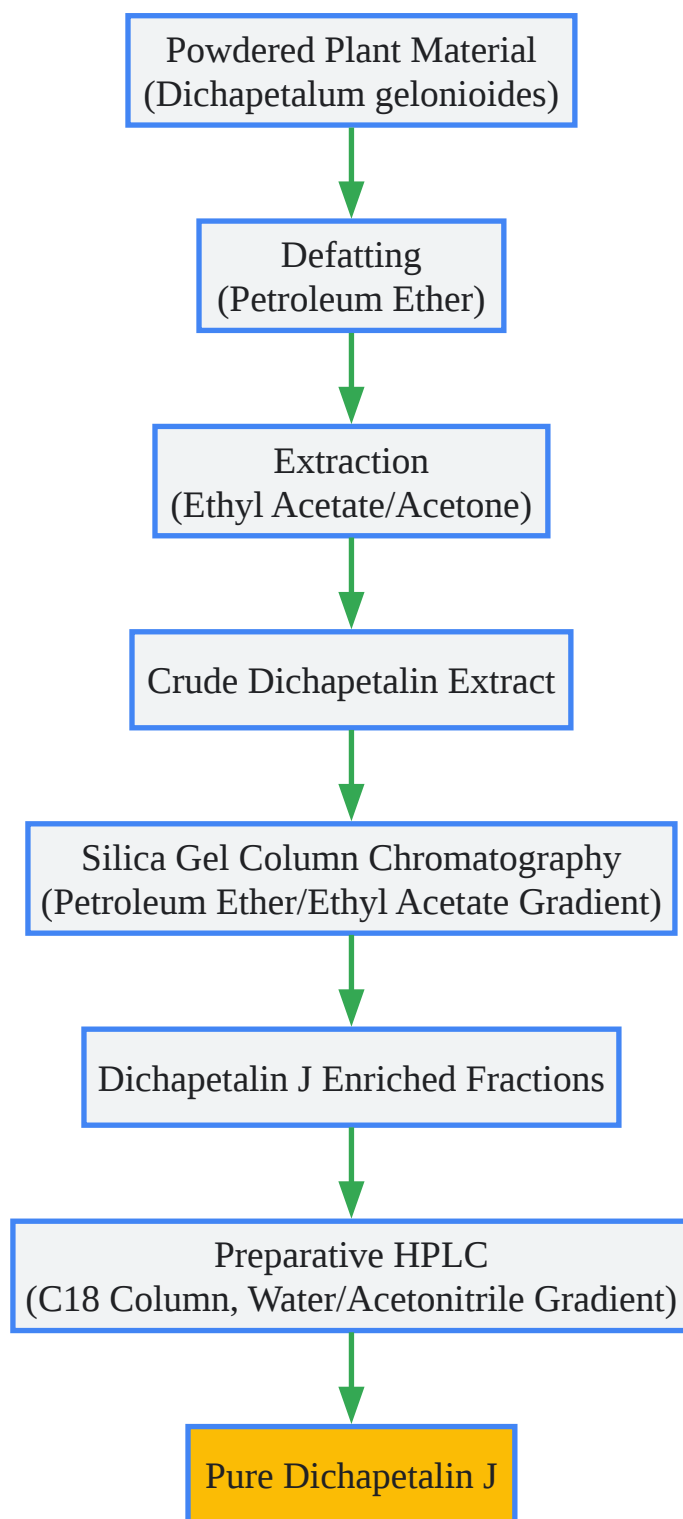 Powdered Plant Material
(Dichapetalum gelonioides)
Defatting
(Petroleum Ether)
Extraction
(Ethyl Acetate/Acetone)
Crude Dichapetalin Extract
Silica Gel Column Chromatography
(Petroleum Ether/Ethyl Acetate Gradient)
Dichapetalin J Enriched Fractions
Preparative HPLC
(C18 Column, Water/Acetonitrile Gradient)
Pure Dichapetalin J